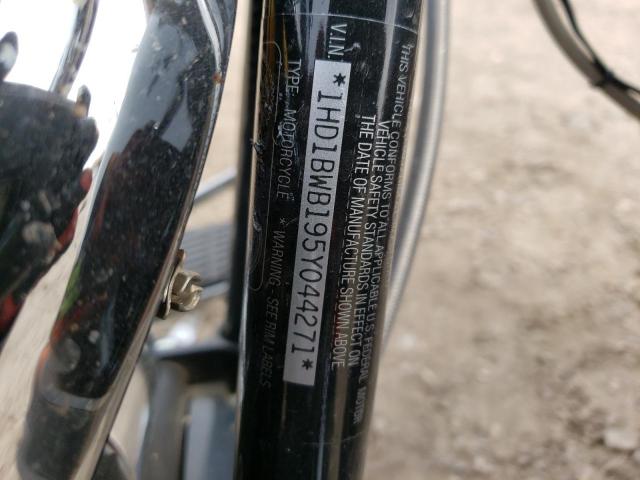 THIS VEHICLE CONFORMS TO ALL APPLICABLE U.S. FEDERAL MOTOR
VEHICLE SAFETY STANDARDS IN EFFECT ON
THE DATE OF MANUFACTURE SHOWN ABOVE
V.I.N. *1HD1BWB195Y044271*
TYPE: MOTORCYCLE * WARNING - SEE RIM LABELS